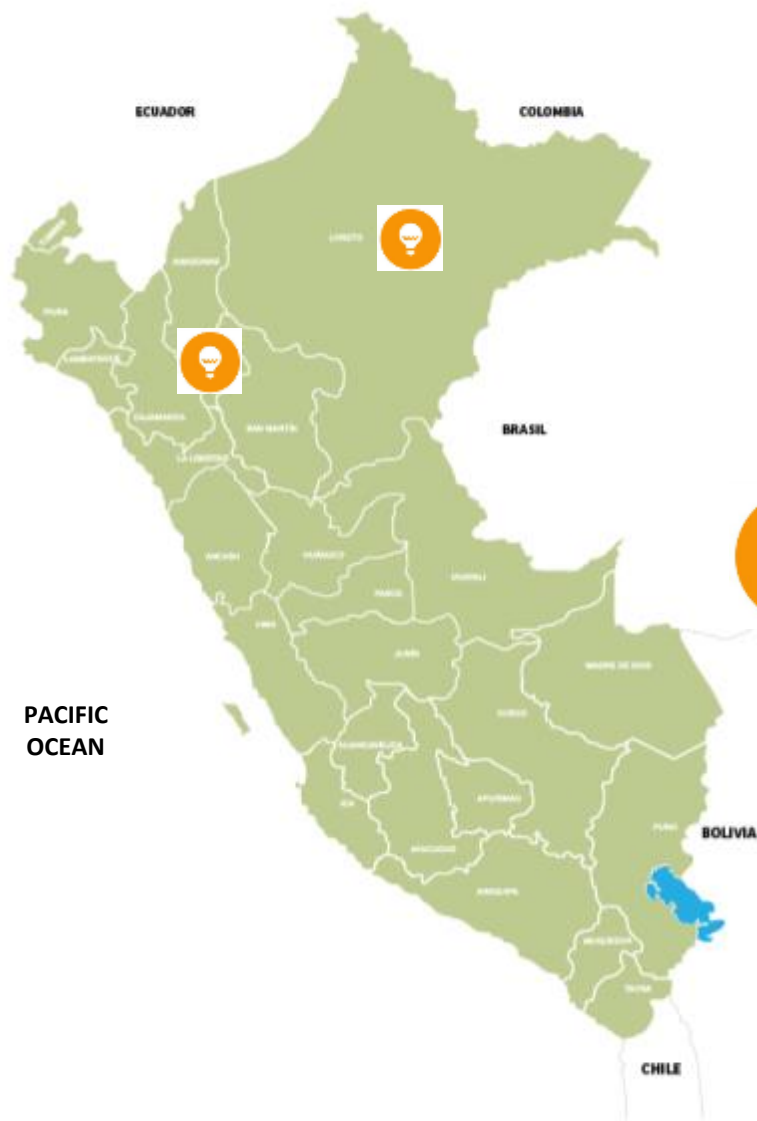 ECUADOR
COLOMBIA
LORETO
AMAZONAS
PIURA
LAMBAYEQUE
CAJAMARCA
SAN MARTÍN
BRASIL
LA LIBERTAD
ANCASH
HUÁNUCO
UCAYALI
PASCO
LIMA
JUNÍN
MADRE DE DIOS
CUSCO
PACIFIC
OCEAN
HUANCAVELICA
ICA
APURIMAC
PUNO
BOLIVIA
AYACUCHO
AREQUIPA
MOQUEGUA
TACNA
CHILE